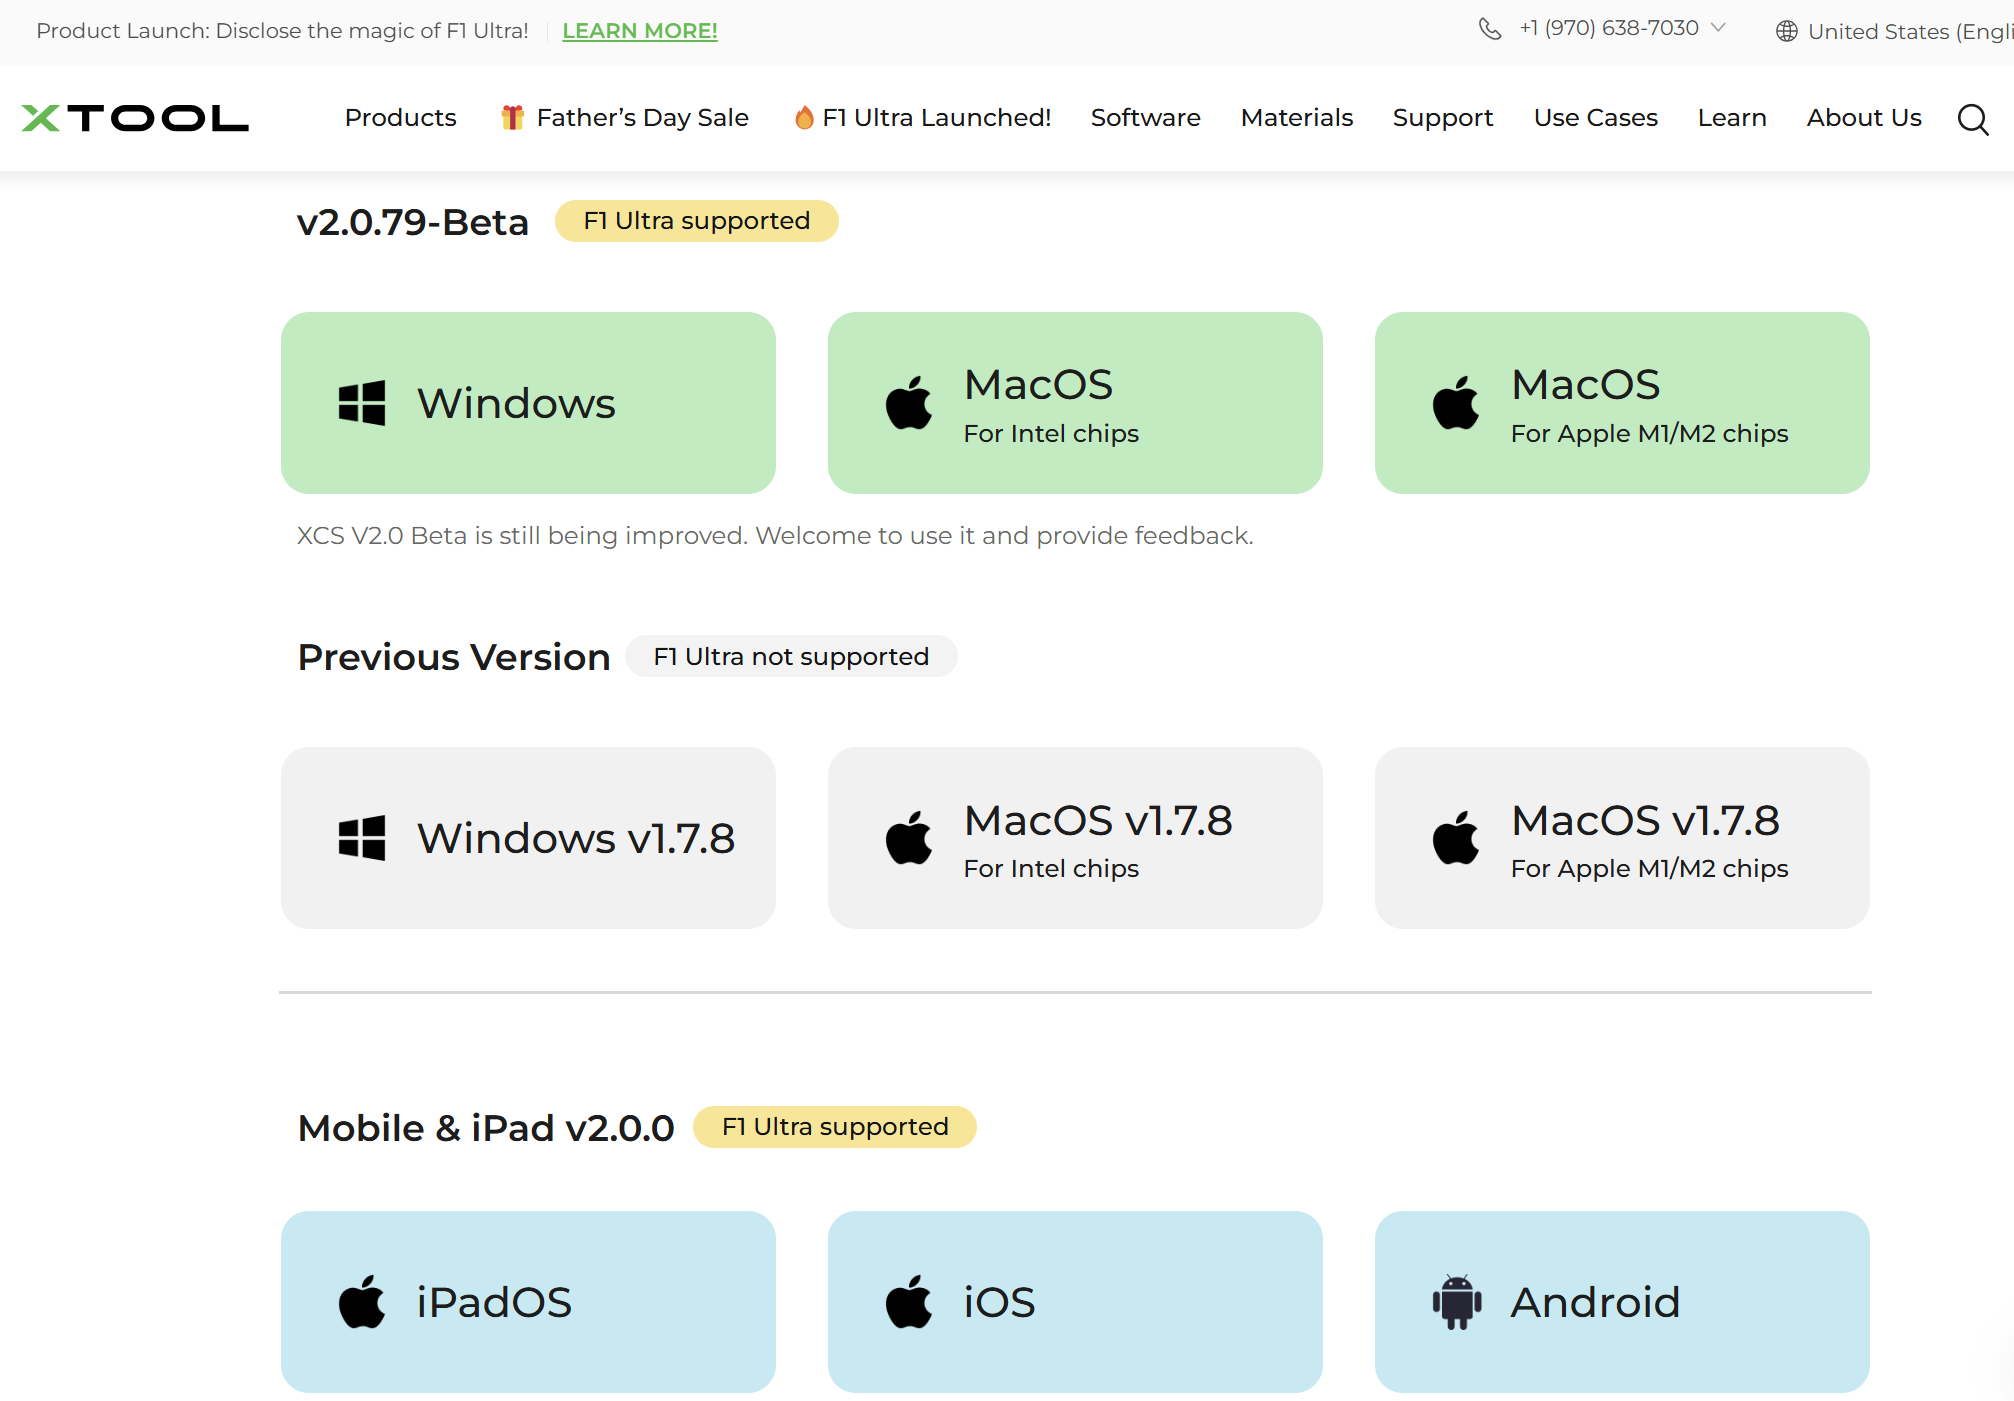 Product Launch: Disclose the magic of F1 Ultra! LEARN MORE! +1 (970) 638-7030 United States (Engli
XTOOL Products Father’s Day Sale F1 Ultra Launched! Software Materials Support Use Cases Learn About Us
v2.0.79-Beta F1 Ultra supported
Windows
MacOS
For Intel chips
MacOS
For Apple M1/M2 chips
XCS V2.0 Beta is still being improved. Welcome to use it and provide feedback.
Previous Version F1 Ultra not supported
Windows v1.7.8
MacOS v1.7.8
For Intel chips
MacOS v1.7.8
For Apple M1/M2 chips
Mobile & iPad v2.0.0 F1 Ultra supported
iPadOS
iOS
Android